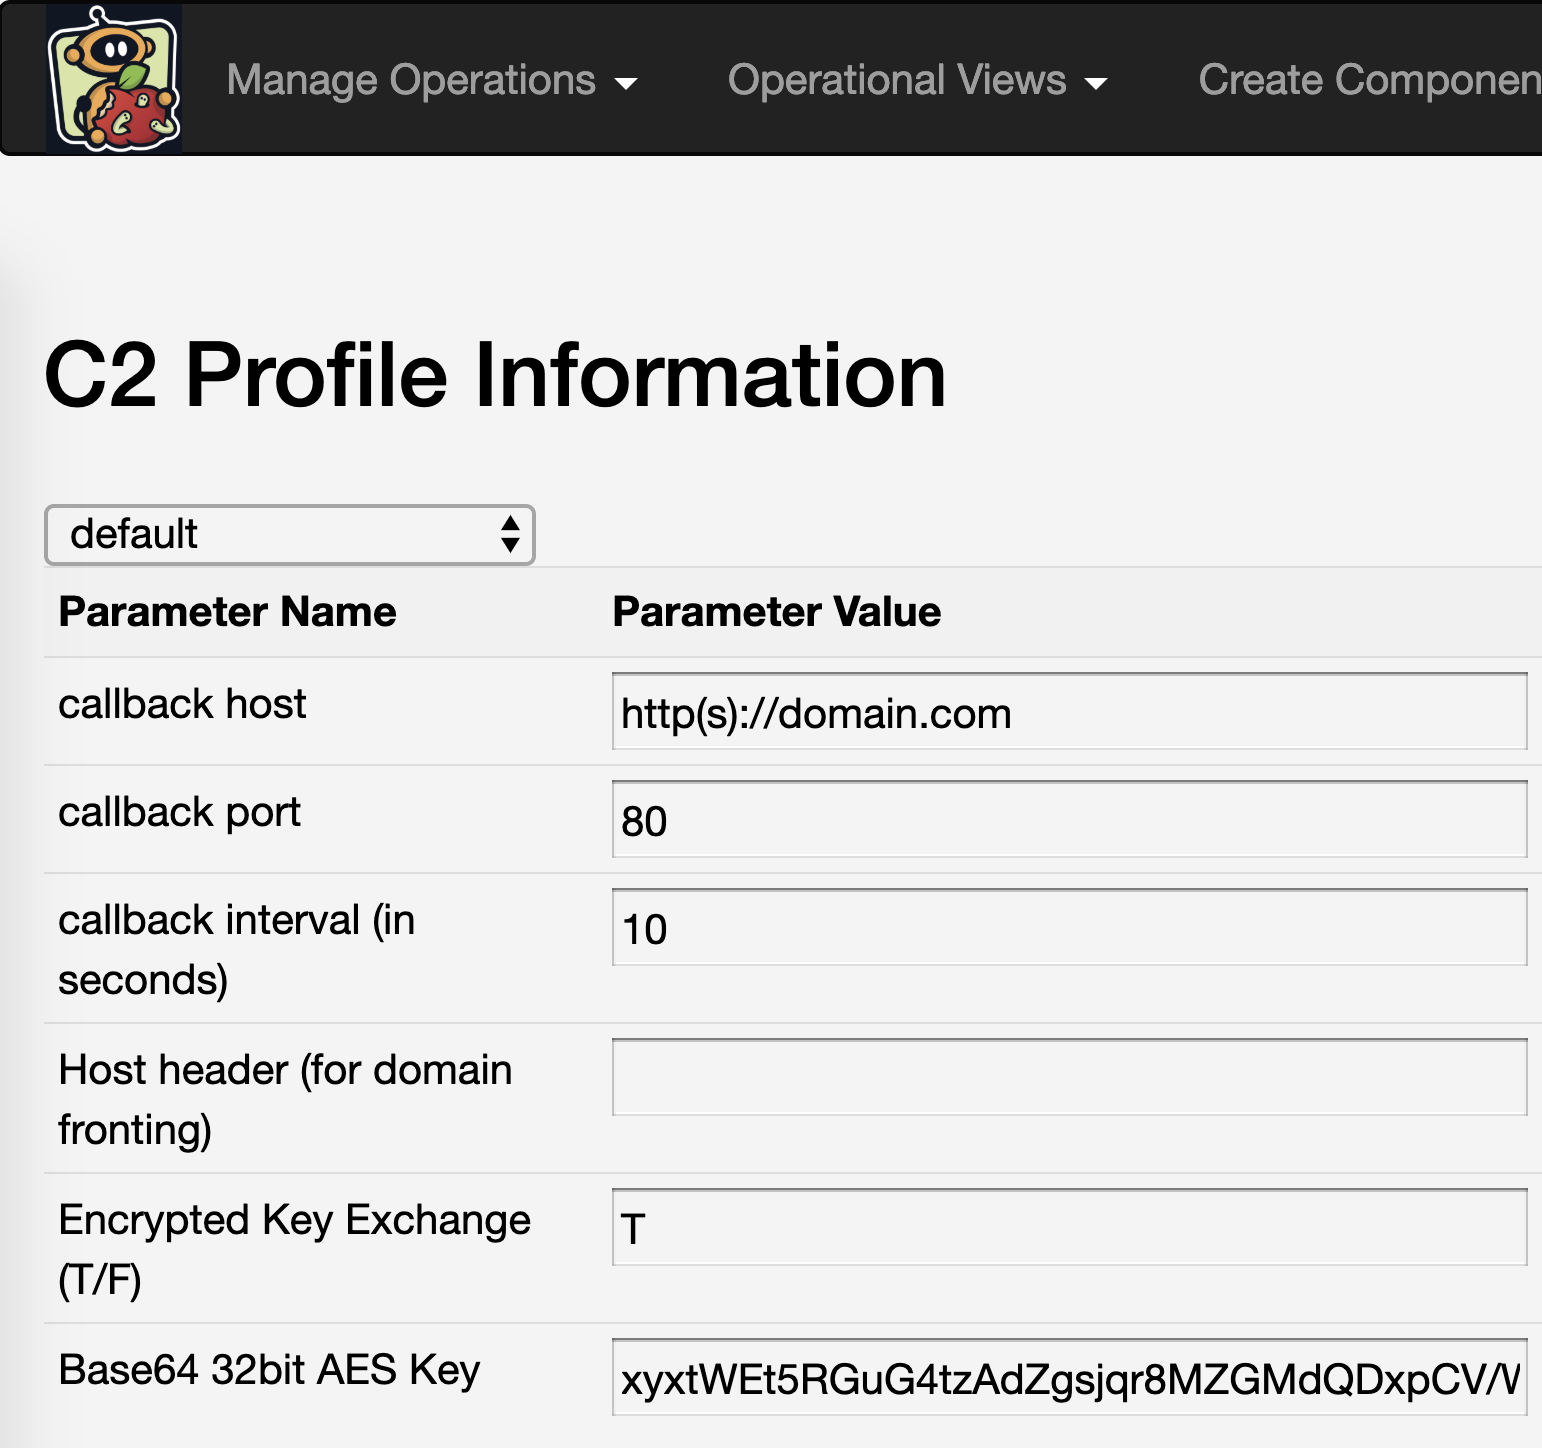 Manage Operations Operational Views Create Componen
C2 Profile Information
default
Parameter Name Parameter Value
callback host http(s)://domain.com
callback port 80
callback interval (in
seconds) 10
Host header (for domain
fronting)
Encrypted Key Exchange
(T/F) T
Base64 32bit AES Key xyxtWEt5RGuG4tzAdZgsjqr8MZGMdQDxpCV/